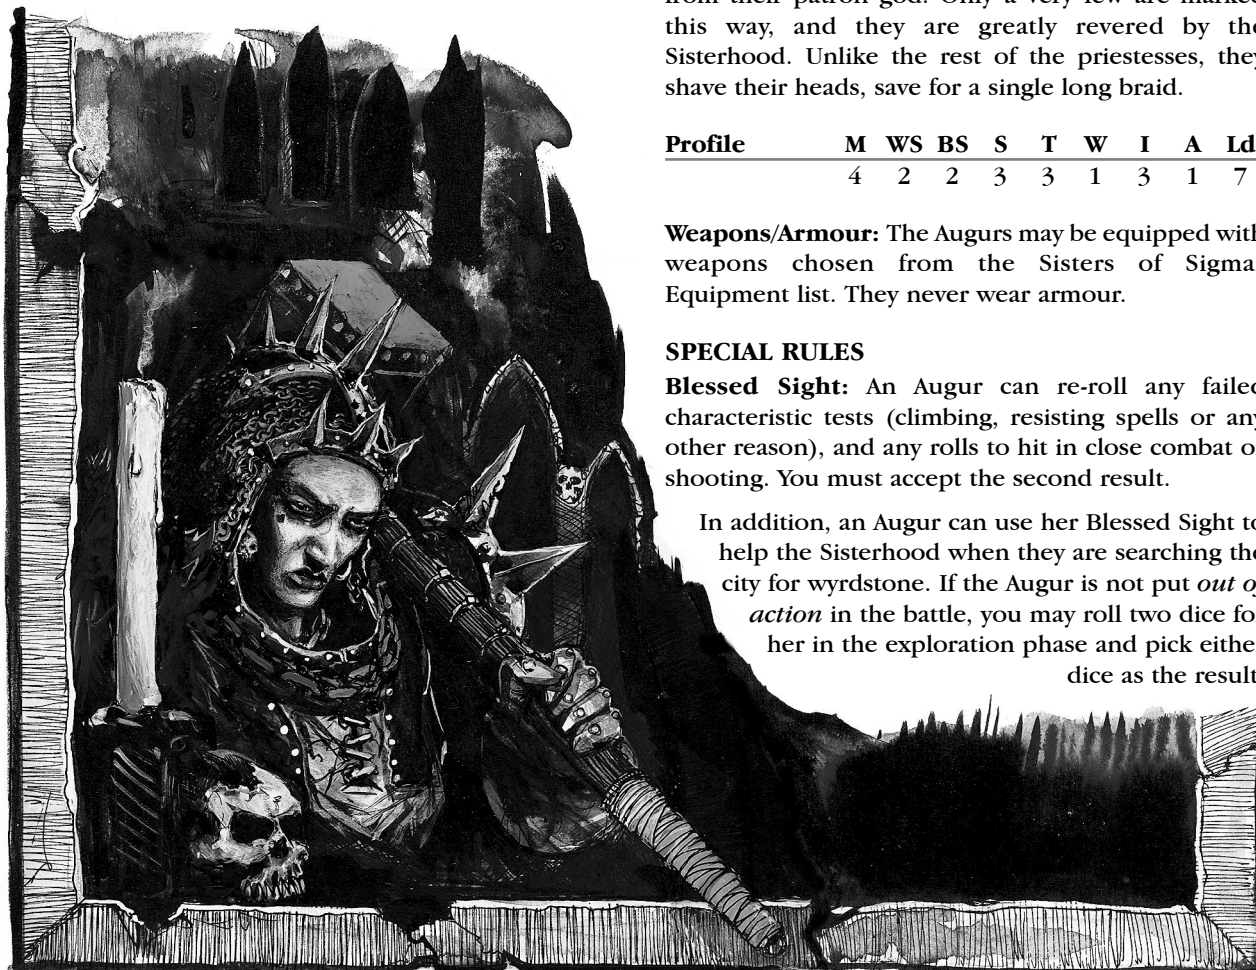 from their patron god. Only a very few are marked
this way, and they are greatly revered by the
Sisterhood. Unlike the rest of the priestesses, they
shave their heads, save for a single long braid.
Profile M WS BS S T W I A Ld
4 2 2 3 3 1 3 1 7
Weapons/Armour: The Augurs may be equipped with
weapons chosen from the Sisters of Sigmar
Equipment list. They never wear armour.
SPECIAL RULES
Blessed Sight: An Augur can re-roll any failed
characteristic tests (climbing, resisting spells or any
other reason), and any rolls to hit in close combat or
shooting. You must accept the second result.
In addition, an Augur can use her Blessed Sight to
help the Sisterhood when they are searching the
city for wyrdstone. If the Augur is not put out of
action in the battle, you may roll two dice for
her in the exploration phase and pick either
dice as the result